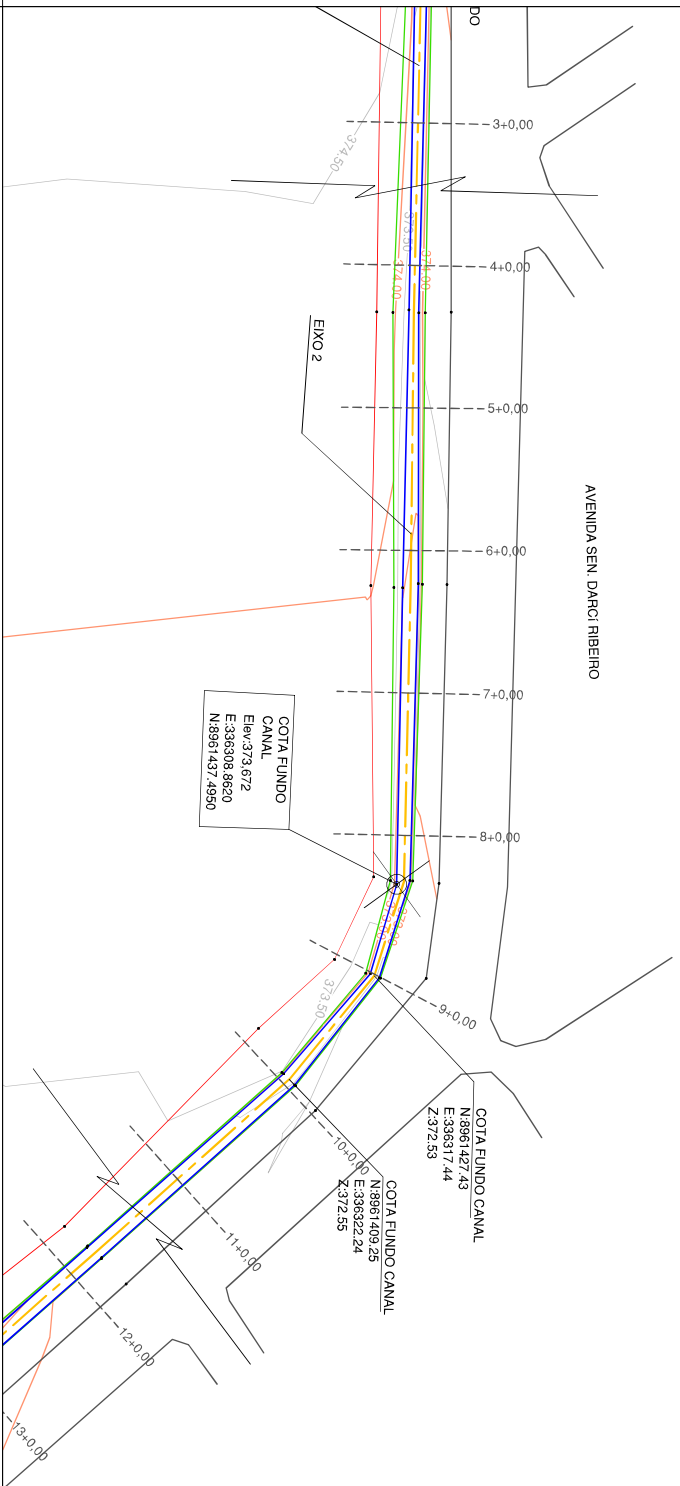 DO
3+0,00
374,50
373,50
374,00
374,00
4+0,00
EIXO 2
5+0,00
AVENIDA SEN. DARCÍ RIBEIRO
6+0,00
7+0,00
COTA FUNDO
CANAL
Elev:373,672
E:336308.8620
N:8961437.4950
8+0,00
373,50
9+0,00
COTA FUNDO CANAL
N:8961427.43
E:336317.44
Z:372.53
10+0,00
COTA FUNDO CANAL
N:8961409.25
E:336322.24
Z:372.55
11+0,00
12+0,00
13+0,00